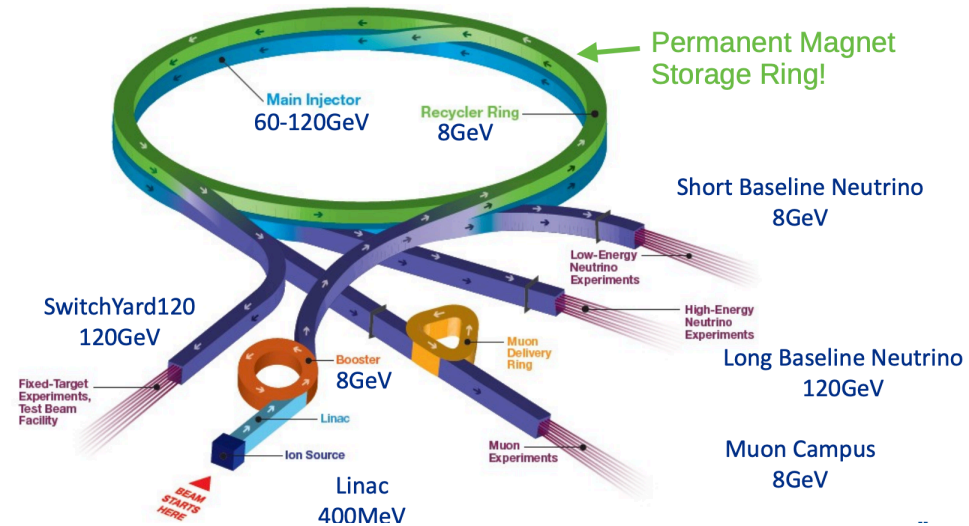 Permanent Magnet
Storage Ring!
Main Injector
60-120GeV
Recycler Ring
8GeV
Short Baseline Neutrino
8GeV
Low-Energy
Neutrino
Experiments
SwitchYard120
120GeV
High-Energy
Neutrino
Experiments
Muon
Delivery
Ring
Long Baseline Neutrino
120GeV
Booster
8GeV
Fixed-Target
Experiments,
Test Beam
Facility
Linac
Ion Source
Muon
Experiments
Muon Campus
8GeV
BEAM
STARTS
HERE
Linac
400MeV